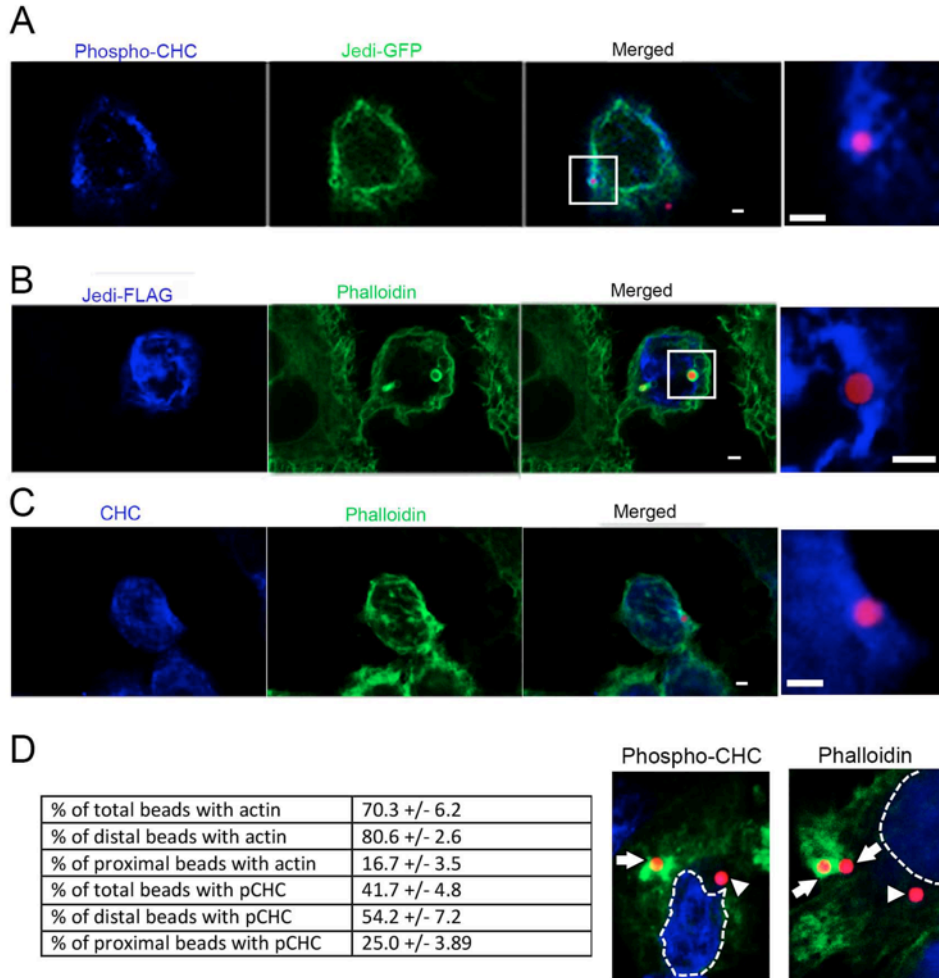 A
Phospho-CHC Jedi-GFP Merged
B
Jedi-FLAG Phalloidin Merged
C
CHC Phalloidin Merged
D
Phospho-CHC Phalloidin
% of total beads with actin 70.3 +/- 6.2
% of distal beads with actin 80.6 +/- 2.6
% of proximal beads with actin 16.7 +/- 3.5
% of total beads with pCHC 41.7 +/- 4.8
% of distal beads with pCHC 54.2 +/- 7.2
% of proximal beads with pCHC 25.0 +/- 3.89